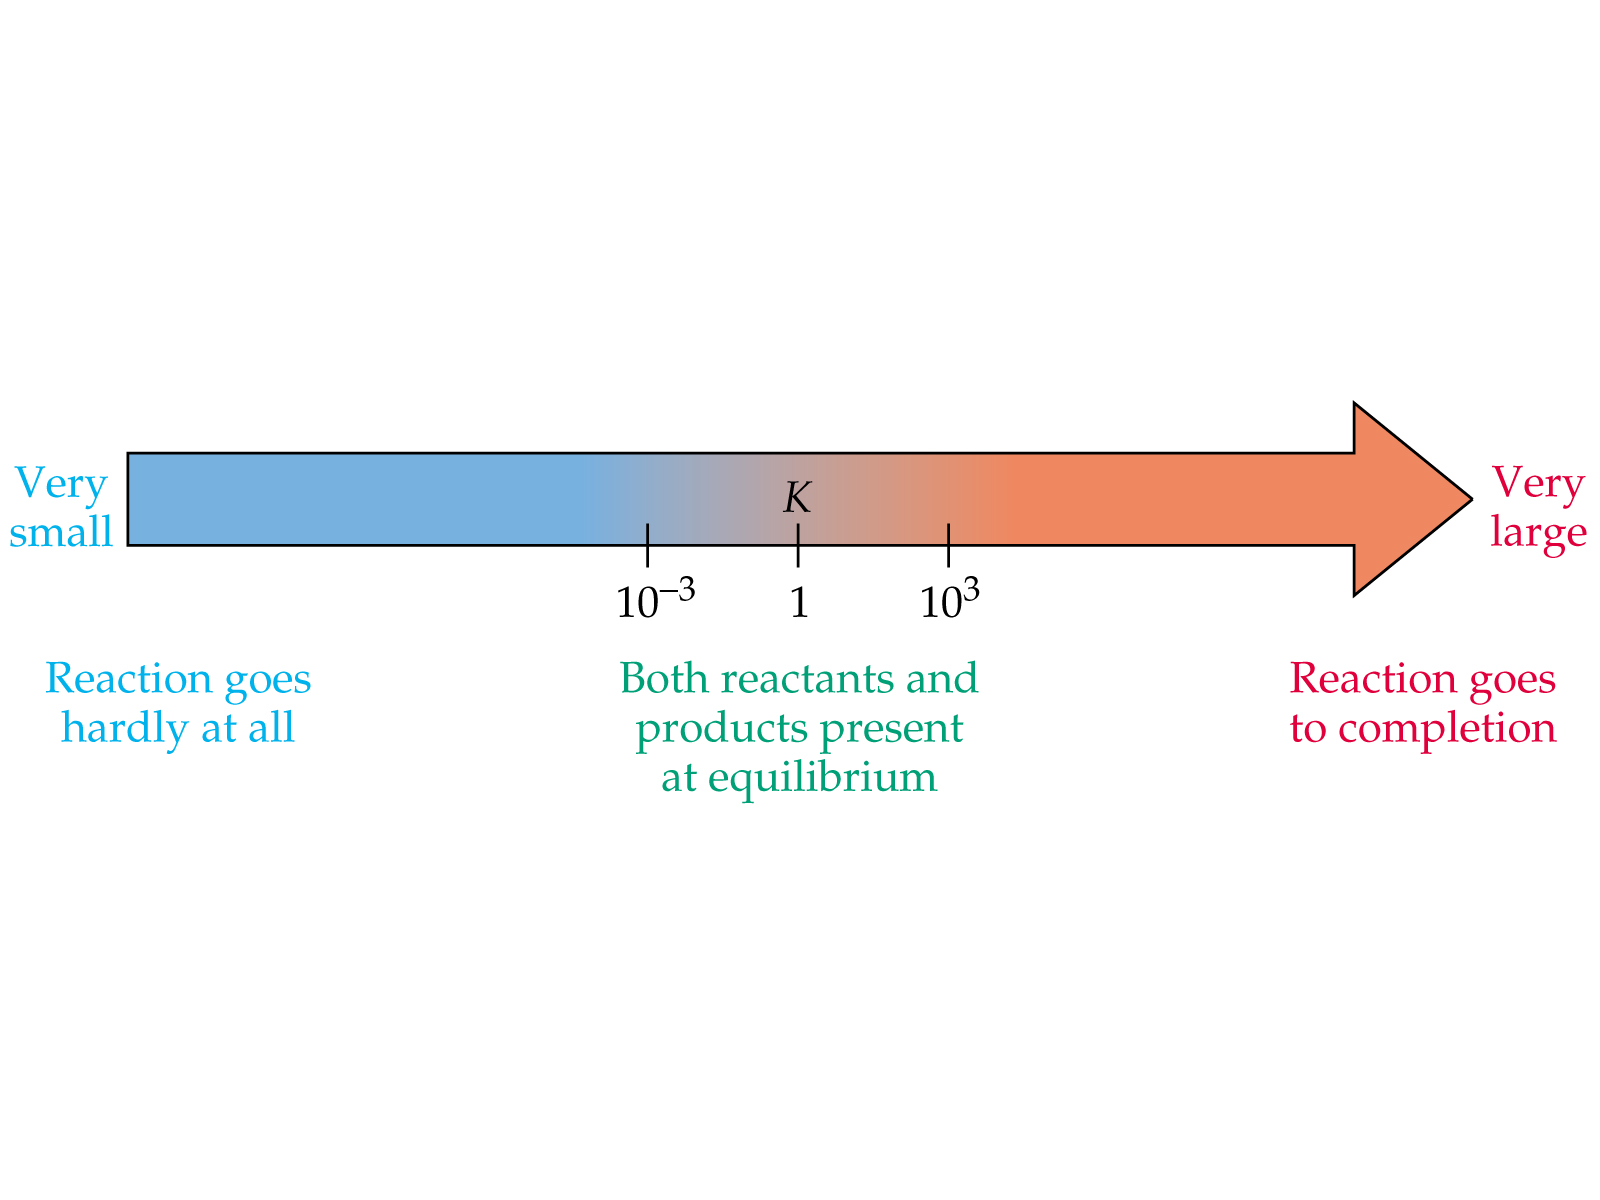 Very
small
K
Very
large
10⁻³
1
10³
Reaction goes
hardly at all
Both reactants and
products present
at equilibrium
Reaction goes
to completion